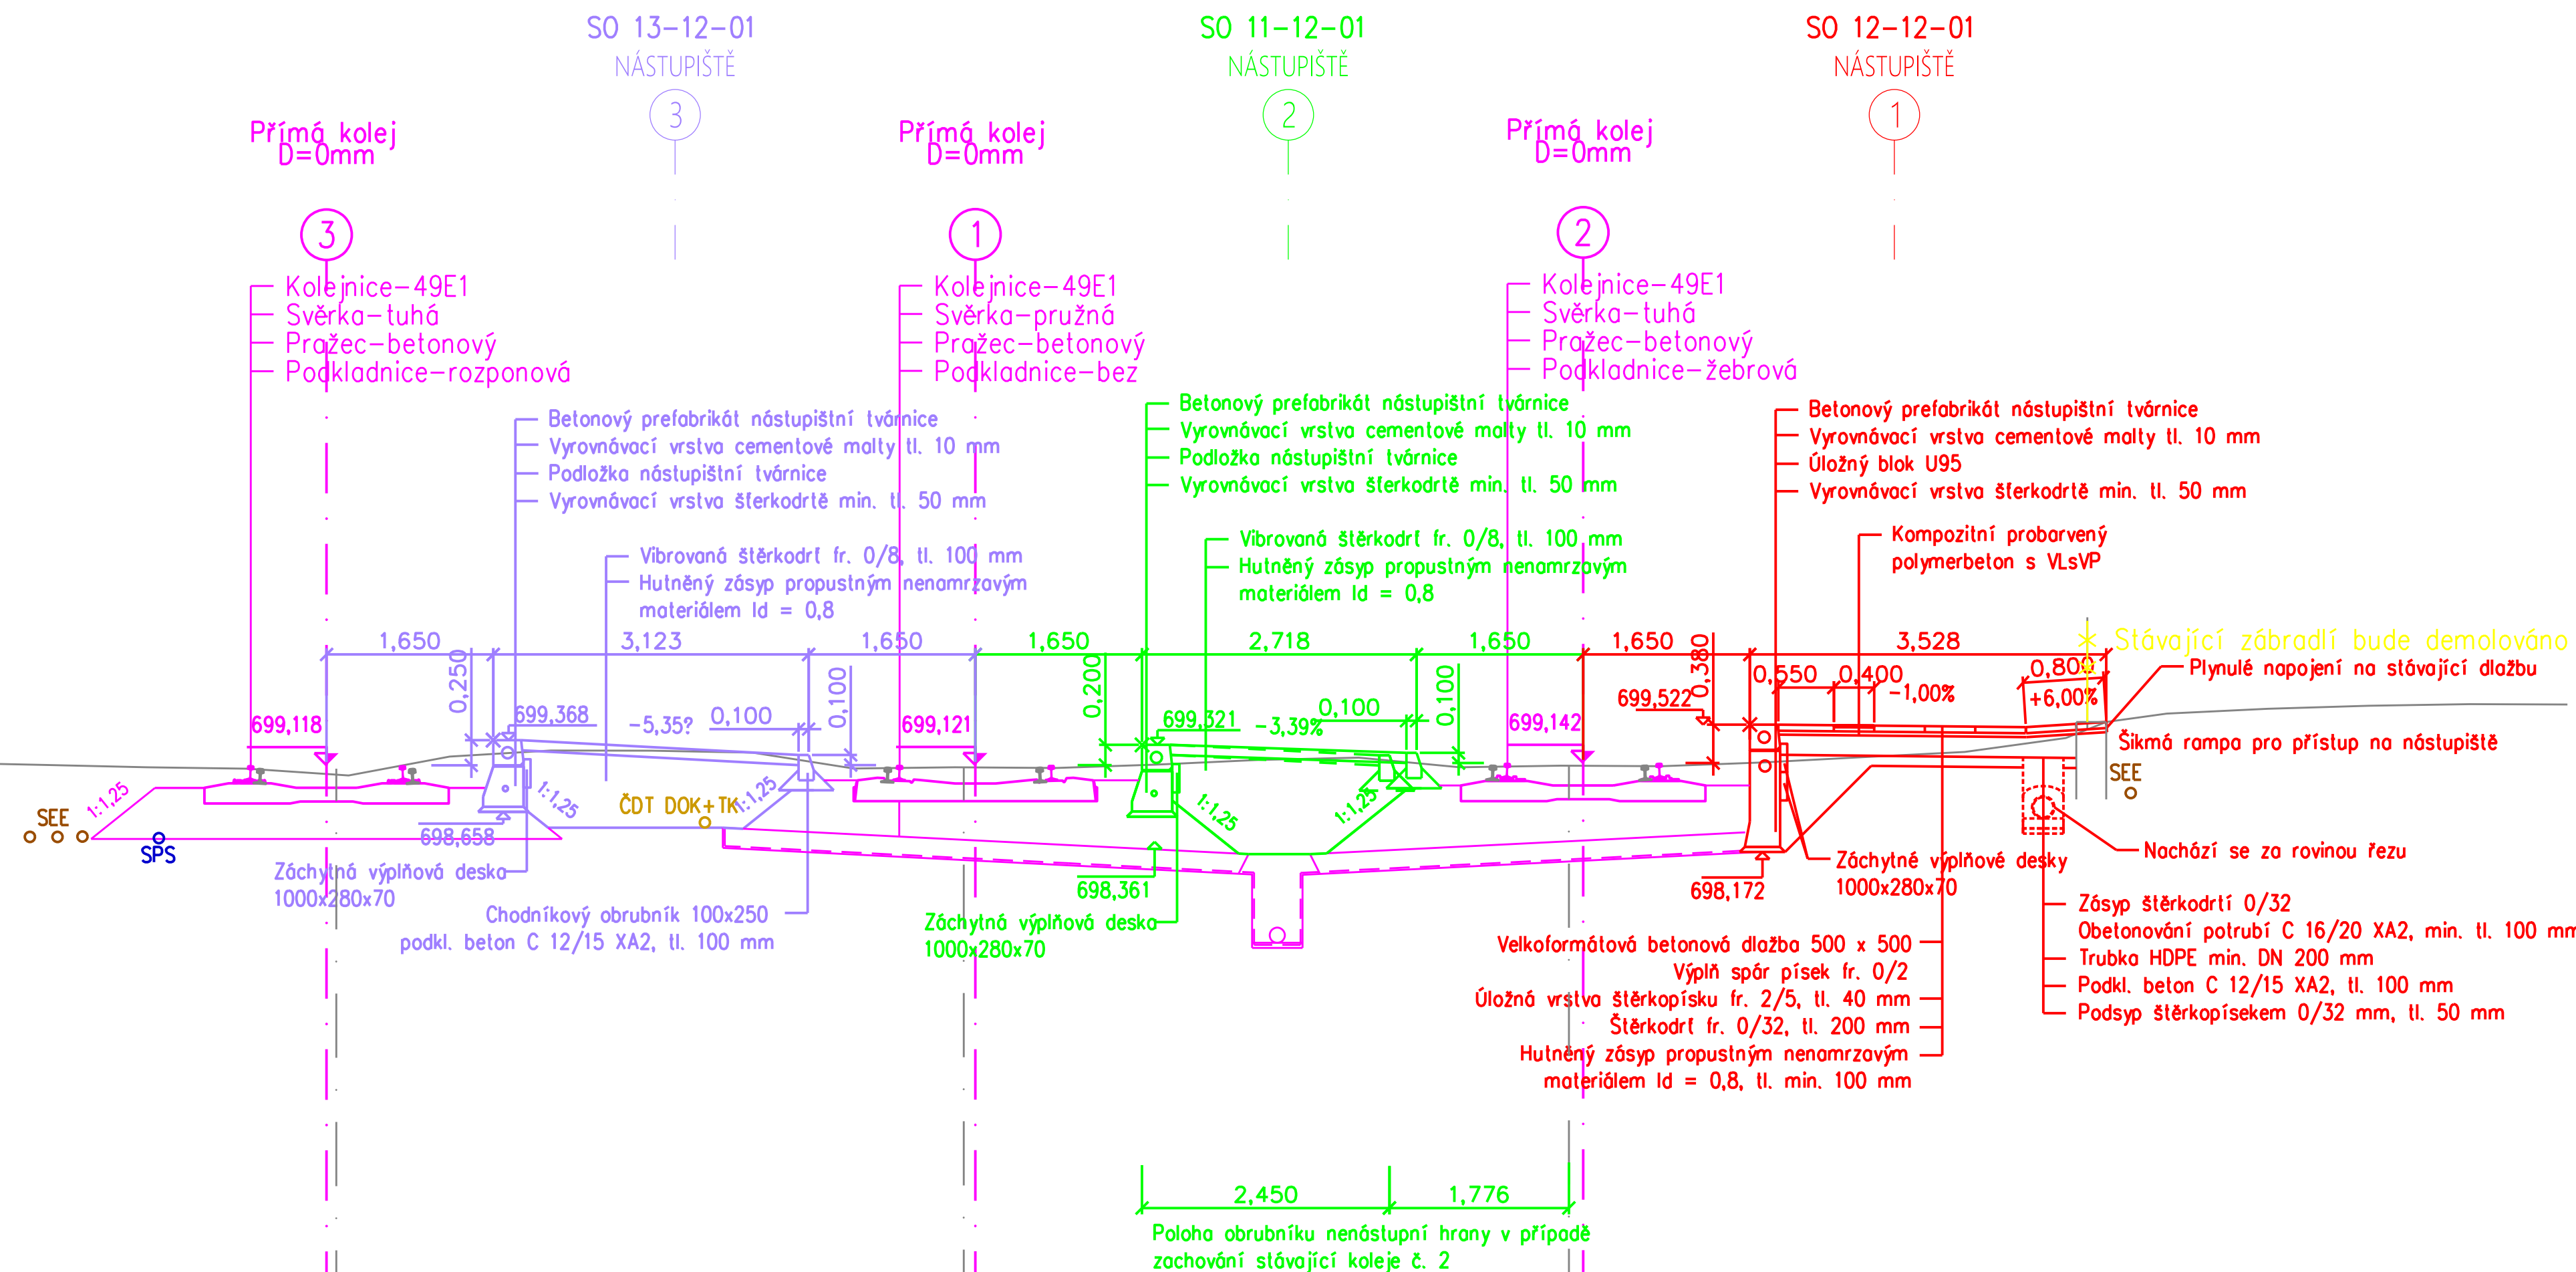 SO 13-12-01
NÁSTUPIŠTĚ
3
SO 11-12-01
NÁSTUPIŠTĚ
2
SO 12-12-01
NÁSTUPIŠTĚ
1
Přímá kolej
D=0mm
3
Přímá kolej
D=0mm
1
Přímá kolej
D=0mm
2
Kolejnice-49E1
Svěrka-tuhá
Pražec-betonový
Podkladnice-rozponová
Kolejnice-49E1
Svěrka-pružná
Pražec-betonový
Podkladnice-bez
Kolejnice-49E1
Svěrka-tuhá
Pražec-betonový
Podkladnice-žebrová
Betonový prefabrikát nástupištní tvárnice
Vyrovnávací vrstva cementové malty tl. 10 mm
Podložka nástupištní tvárnice
Vyrovnávací vrstva šťerkodrtě min. tl. 50 mm
Vibrovaná štěrkodrť fr. 0/8, tl. 100 mm
Hutněný zásyp propustným nenamrzavým
materiálem Id = 0,8
Betonový prefabrikát nástupištní tvárnice
Vyrovnávací vrstva cementové malty tl. 10 mm
Podložka nástupištní tvárnice
Vyrovnávací vrstva šťerkodrtě min. tl. 50 mm
Vibrovaná štěrkodrť fr. 0/8, tl. 100 mm
Hutněný zásyp propustným nenamrzavým
materiálem Id = 0,8
Betonový prefabrikát nástupištní tvárnice
Vyrovnávací vrstva cementové malty tl. 10 mm
Úložný blok U95
Vyrovnávací vrstva šťerkodrtě min. tl. 50 mm
Kompozitní probarvený
polymerbeton s VLsVP
1,650
3,123
1,650
1,650
2,718
1,650
1,650
3,528
Stávající zábradlí bude demolováno
Plynulé napojení na stávající dlažbu
0,250
0,100
0,200
0,100
0,380
0,550
0,400
0,800
-1,00%
+6,00%
699,118
699,368
-5,35?
0,100
699,121
699,321
-3,39%
0,100
699,142
699,522
Šikmá rampa pro přístup na nástupiště
SEE
SEE
SPS
1:1,25
1:1,25
ČDT DOK+TK
1:1,25
1:1,25
1:1,25
698,658
698,361
698,172
Záchytná výplňová deska
1000x280x70
Chodníkový obrubník 100x250
podkl. beton C 12/15 XA2, tl. 100 mm
Záchytná výplňová deska
1000x280x70
Záchytné výplňové desky
1000x280x70
Nachází se za rovinou řezu
Zásyp štěrkodrtí 0/32
Obetonování potrubí C 16/20 XA2, min. tl. 100 mm
Trubka HDPE min. DN 200 mm
Podkl. beton C 12/15 XA2, tl. 100 mm
Podsyp štěrkopísekem 0/32 mm, tl. 50 mm
Velkoformátová betonová dlažba 500 x 500
Výplň spár písek fr. 0/2
Úložná vrstva štěrkopísku fr. 2/5, tl. 40 mm
Štěrkodrť fr. 0/32, tl. 200 mm
Hutněný zásyp propustným nenamrzavým
materiálem Id = 0,8, tl. min. 100 mm
2,450
1,776
Poloha obrubníku nenástupní hrany v případě
zachování stávající koleje č. 2